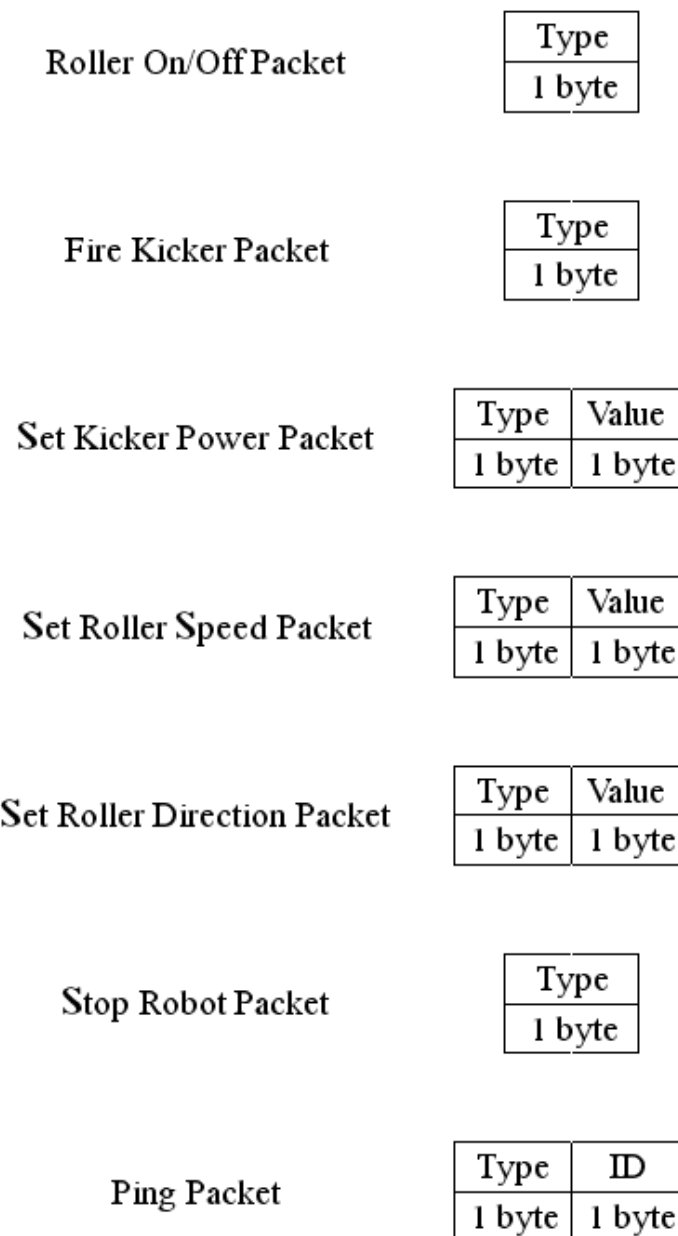 Roller On/Off Packet
Type
1 byte
Fire Kicker Packet
Type
1 byte
Set Kicker Power Packet
Type Value
1 byte 1 byte
Set Roller Speed Packet
Type Value
1 byte 1 byte
Set Roller Direction Packet
Type Value
1 byte 1 byte
Stop Robot Packet
Type
1 byte
Ping Packet
Type ID
1 byte 1 byte